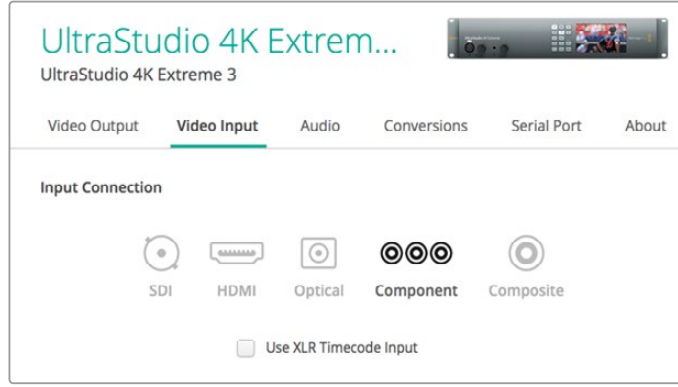 UltraStudio 4K Extrem...
UltraStudio 4K Extreme 3
Video Output Video Input Audio Conversions Serial Port About
Input Connection
SDI HDMI Optical Component Composite
Use XLR Timecode Input